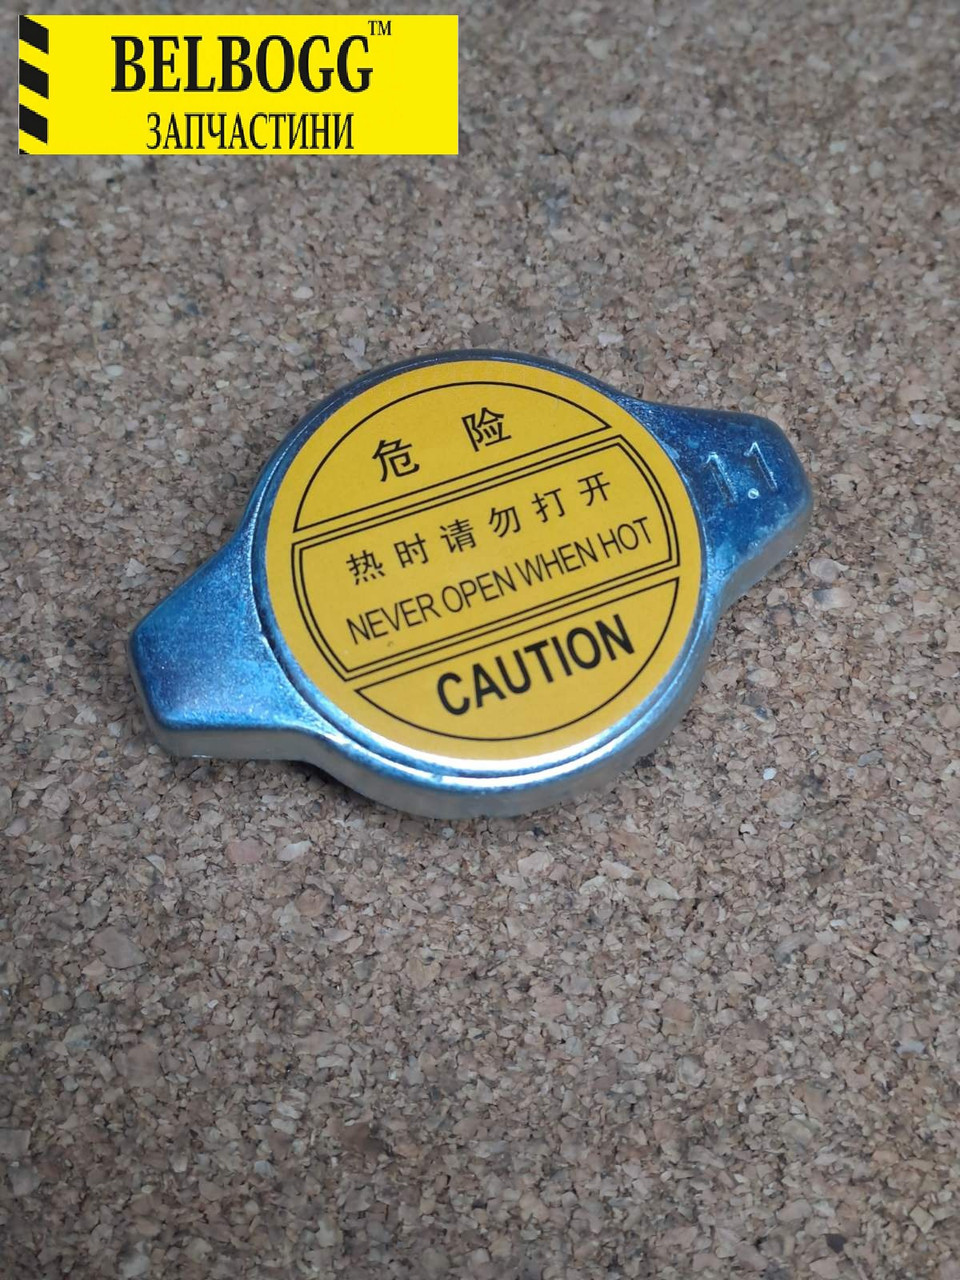 BELBOGG™
ЗАПЧАСТИНИ
危险
1.1
热时请勿打开
NEVER OPEN WHEN HOT
CAUTION